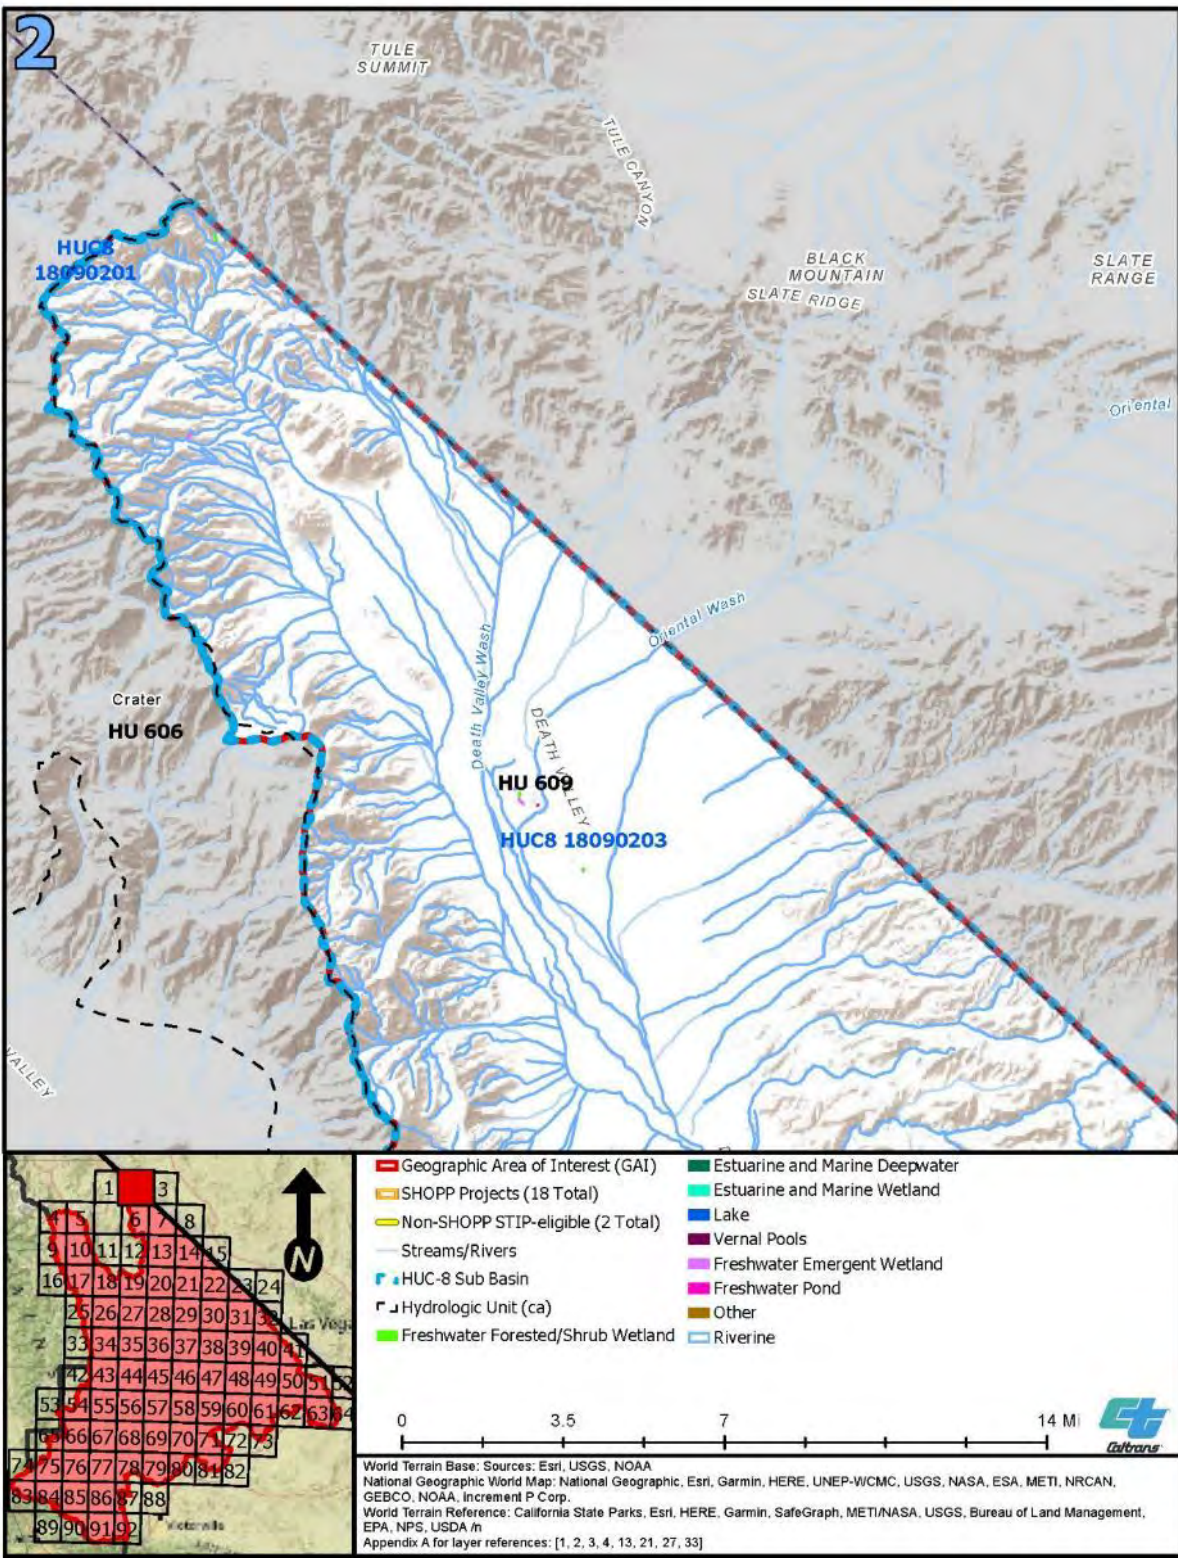 2
TULE
SUMMIT
TULE CANYON
HUC8
18090201
BLACK
MOUNTAIN
SLATE
RANGE
SLATE RIDGE
Oriental
Oriental Wash
Death Valley Wash
Crater
HU 606
DEATH VALLEY
HU 609
HUC8 18090203
VALLEY
1
3
4 5 6 7 8
9 10 11 12 13 14 15
16 17 18 19 20 21 22 23 24
25 26 27 28 29 30 31 32
Las Vega
33 34 35 36 37 38 39 40 41
42 43 44 45 46 47 48 49 50 51 52
53 54 55 56 57 58 59 60 61 62 63 64
65 66 67 68 69 70 71 72 73
74 75 76 77 78 79 80 81 82
83 84 85 86 87 88
89 90 91 92
Victorville
N
Geographic Area of Interest (GAI)
SHOPP Projects (18 Total)
Non-SHOPP STIP-eligible (2 Total)
Streams/Rivers
HUC-8 Sub Basin
Hydrologic Unit (ca)
Freshwater Forested/Shrub Wetland
Estuarine and Marine Deepwater
Estuarine and Marine Wetland
Lake
Vernal Pools
Freshwater Emergent Wetland
Freshwater Pond
Other
Riverine
0 3.5 7 14 Mi
Caltrans
World Terrain Base: Sources: Esri, USGS, NOAA
National Geographic World Map: National Geographic, Esri, Garmin, HERE, UNEP-WCMC, USGS, NASA, ESA, METI, NRCAN,
GEBCO, NOAA, Increment P Corp.
World Terrain Reference: California State Parks, Esri, HERE, Garmin, SafeGraph, METI/NASA, USGS, Bureau of Land Management,
EPA, NPS, USDA /n
Appendix A for layer references: [1, 2, 3, 4, 13, 21, 27, 33]